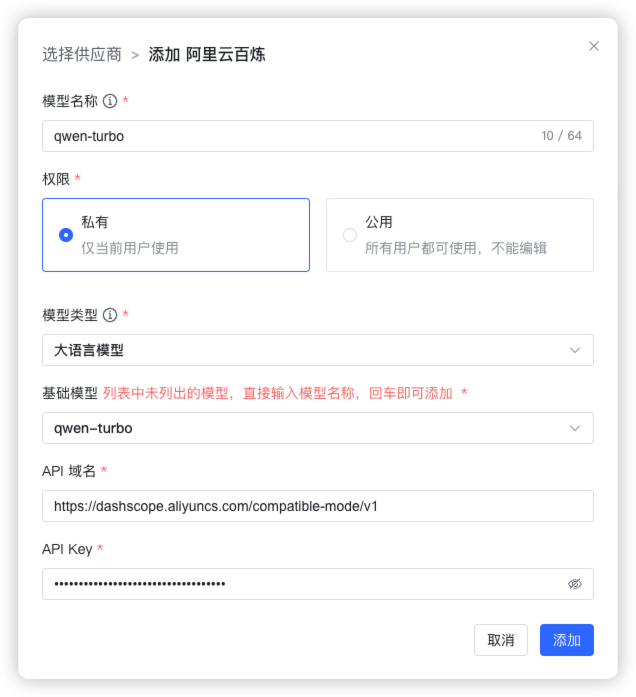 选择供应商 > 添加 阿里云百炼
模型名称 *
qwen-turbo 10 / 64
权限 *
私有
仅当前用户使用
公用
所有用户都可使用，不能编辑
模型类型 *
大语言模型
基础模型 列表中未列出的模型，直接输入模型名称，回车即可添加 *
qwen-turbo
API 域名 *
https://dashscope.aliyuncs.com/compatible-mode/v1
API Key *
•••••••••••••••••••••••••••••••••••
取消 添加